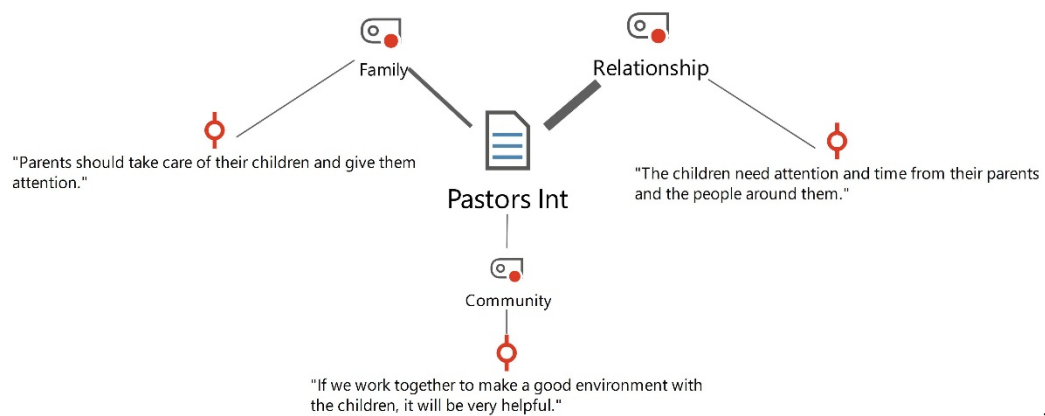 Family
Relationship
"Parents should take care of their children and give them
attention."
"The children need attention and time from their parents
and the people around them."
Pastors Int
Community
"If we work together to make a good environment with
the children, it will be very helpful."